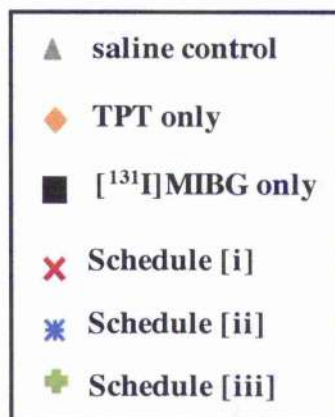 saline control
TPT only
[¹³¹I]MIBG only
Schedule [i]
Schedule [ii]
Schedule [iii]